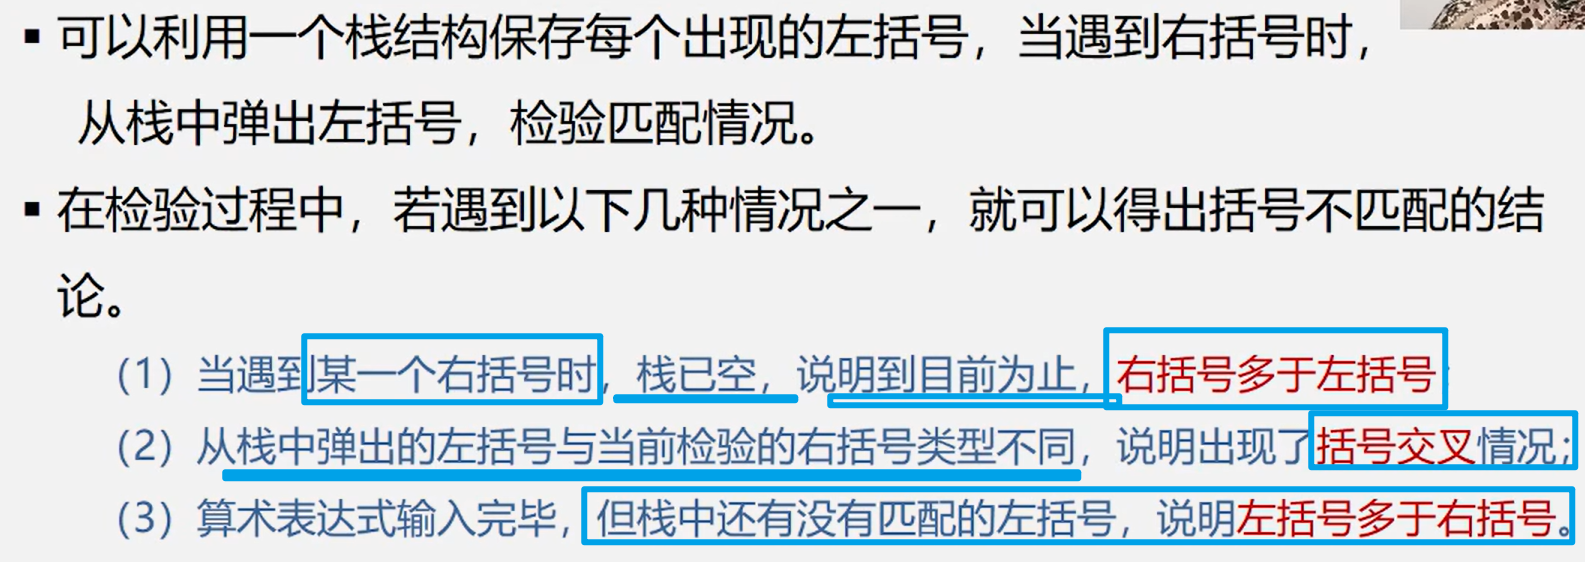 ▪ 可以利用一个栈结构保存每个出现的左括号，当遇到右括号时，
从栈中弹出左括号，检验匹配情况。
▪ 在检验过程中，若遇到以下几种情况之一，就可以得出括号不匹配的结
论。
（1）当遇到某一个右括号时，栈已空，说明到目前为止，右括号多于左括号；
（2）从栈中弹出的左括号与当前检验的右括号类型不同，说明出现了括号交叉情况；
（3）算术表达式输入完毕，但栈中还有没有匹配的左括号，说明左括号多于右括号。